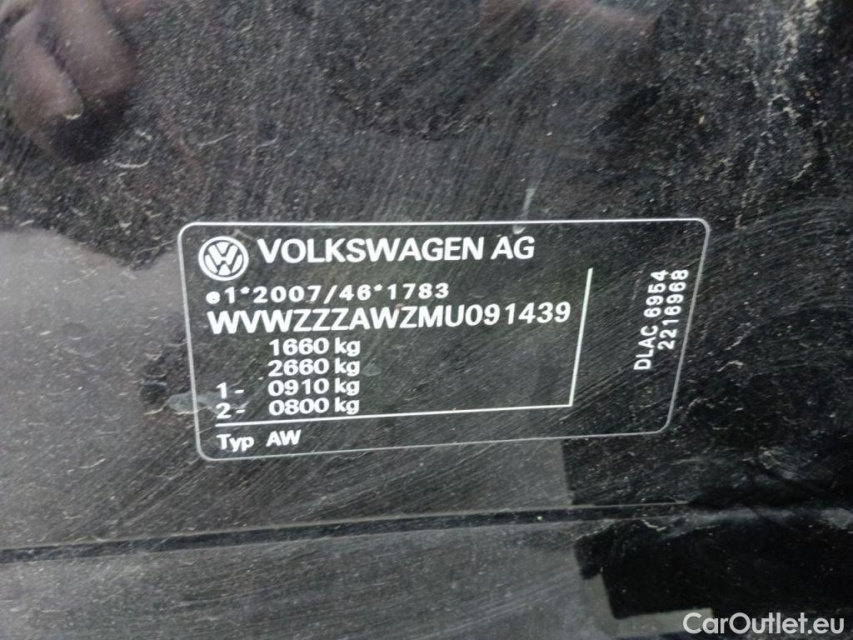 VOLKSWAGEN AG
e1*2007/46*1783
WVWZZZAWZMU091439
1660 kg
2660 kg
1- 0910 kg
2- 0800 kg
Typ AW
DLAC 6954
2216968
CarOutlet.eu